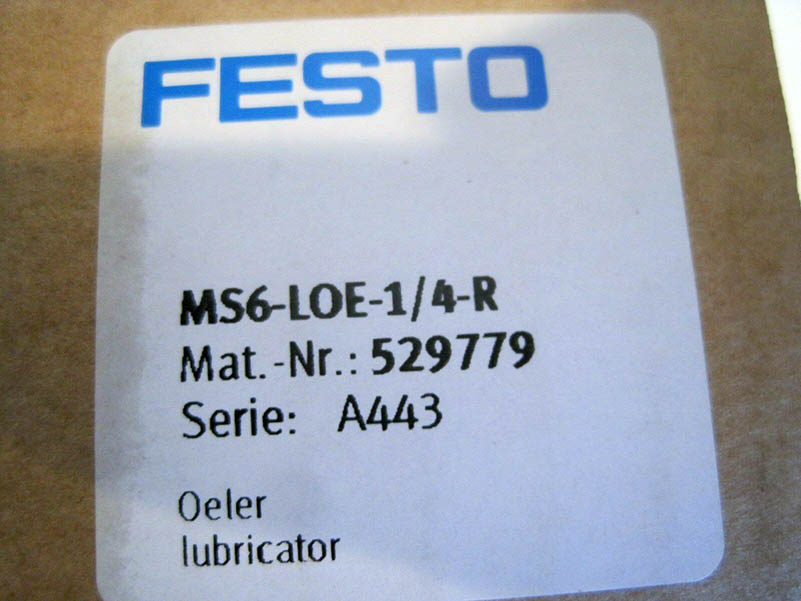 FESTO
MS6-LOE-1/4-R
Mat.-Nr.: 529779
Serie: A443
Oeler
lubricator